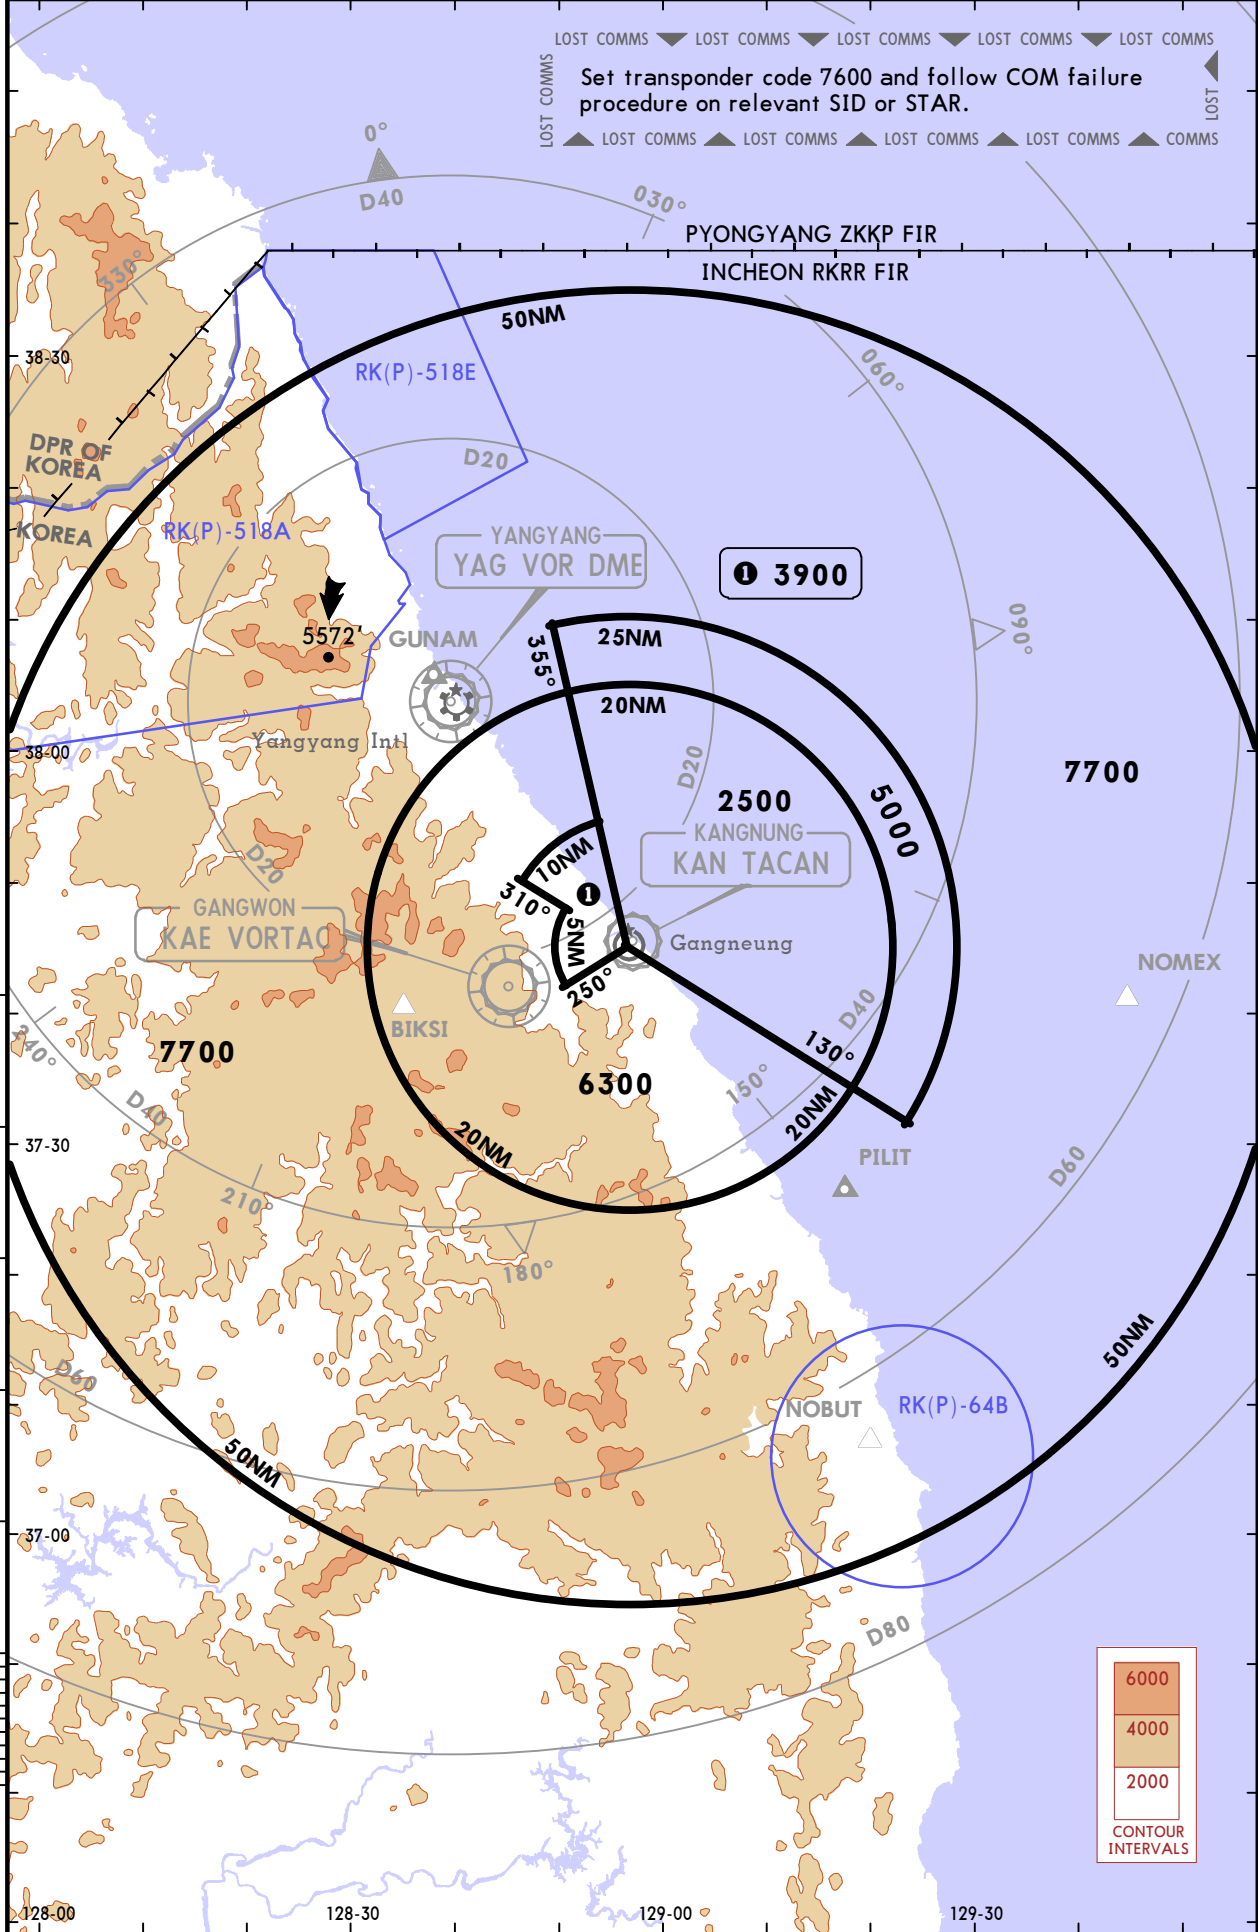 LOST COMMS LOST COMMS LOST COMMS LOST COMMS LOST COMMS
LOST COMMS
Set transponder code 7600 and follow COM failure
procedure on relevant SID or STAR.
LOST
LOST COMMS LOST COMMS LOST COMMS LOST COMMS COMMS
0°
D40
030°
PYONGYANG ZKKP FIR
INCHEON RKRR FIR
330°
50NM
38-30
RK(P)-518E
060°
DPR OF
KOREA
D20
KOREA
RK(P)-518A
YANGYANG
YAG VOR DME
1 3900
5572'
GUNAM
355°
25NM
090°
20NM
Yangyang Intl
38-00
D20
7700
2500
5000
KANGNUNG
KAN TACAN
10NM
D20
310°
1
GANGWON
KAE VORTAC
5NM
Gangneung
250°
NOMEX
BIKSI
D40
240°
7700
130°
6300
150°
D40
20NM
20NM
37-30
PILIT
D60
210°
180°
50NM
D60
NOBUT
RK(P)-64B
50NM
37-00
D80
6000
4000
2000
CONTOUR
INTERVALS
128-00
128-30
129-00
129-30